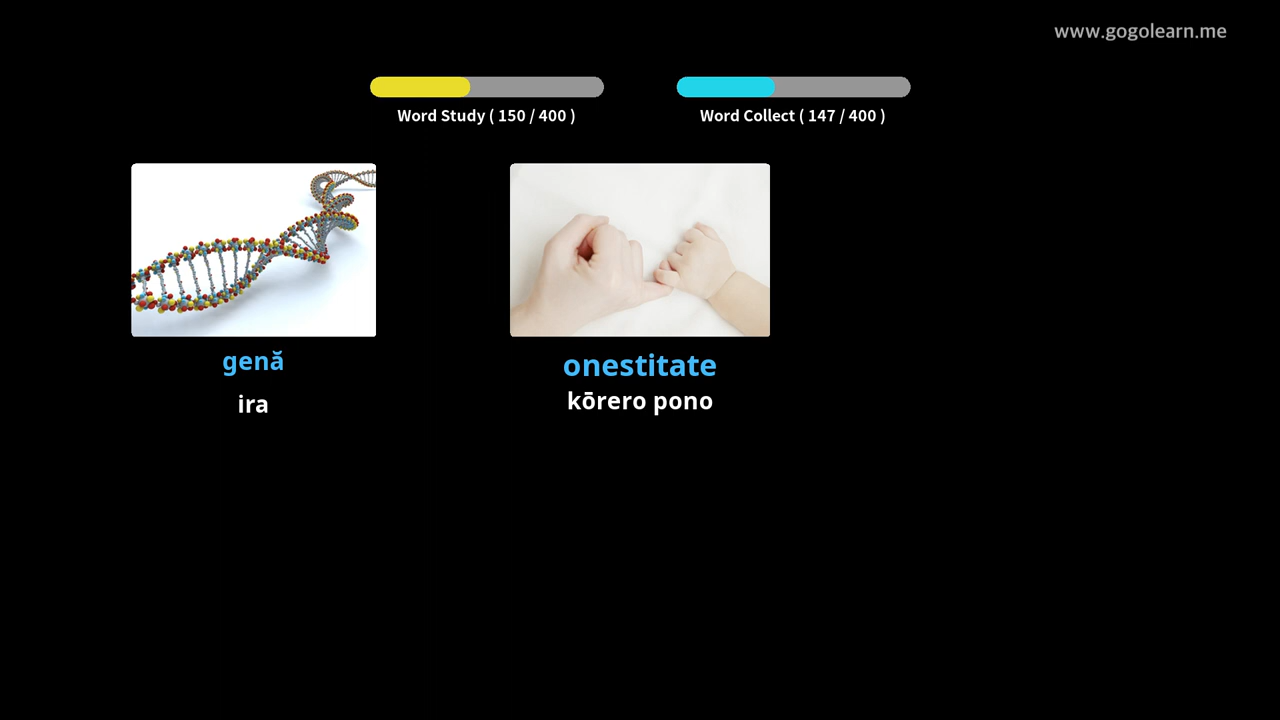 www.gogolearn.me
Word Study ( 150 / 400 )
Word Collect ( 147 / 400 )
genă
ira
onestitate
kōrero pono